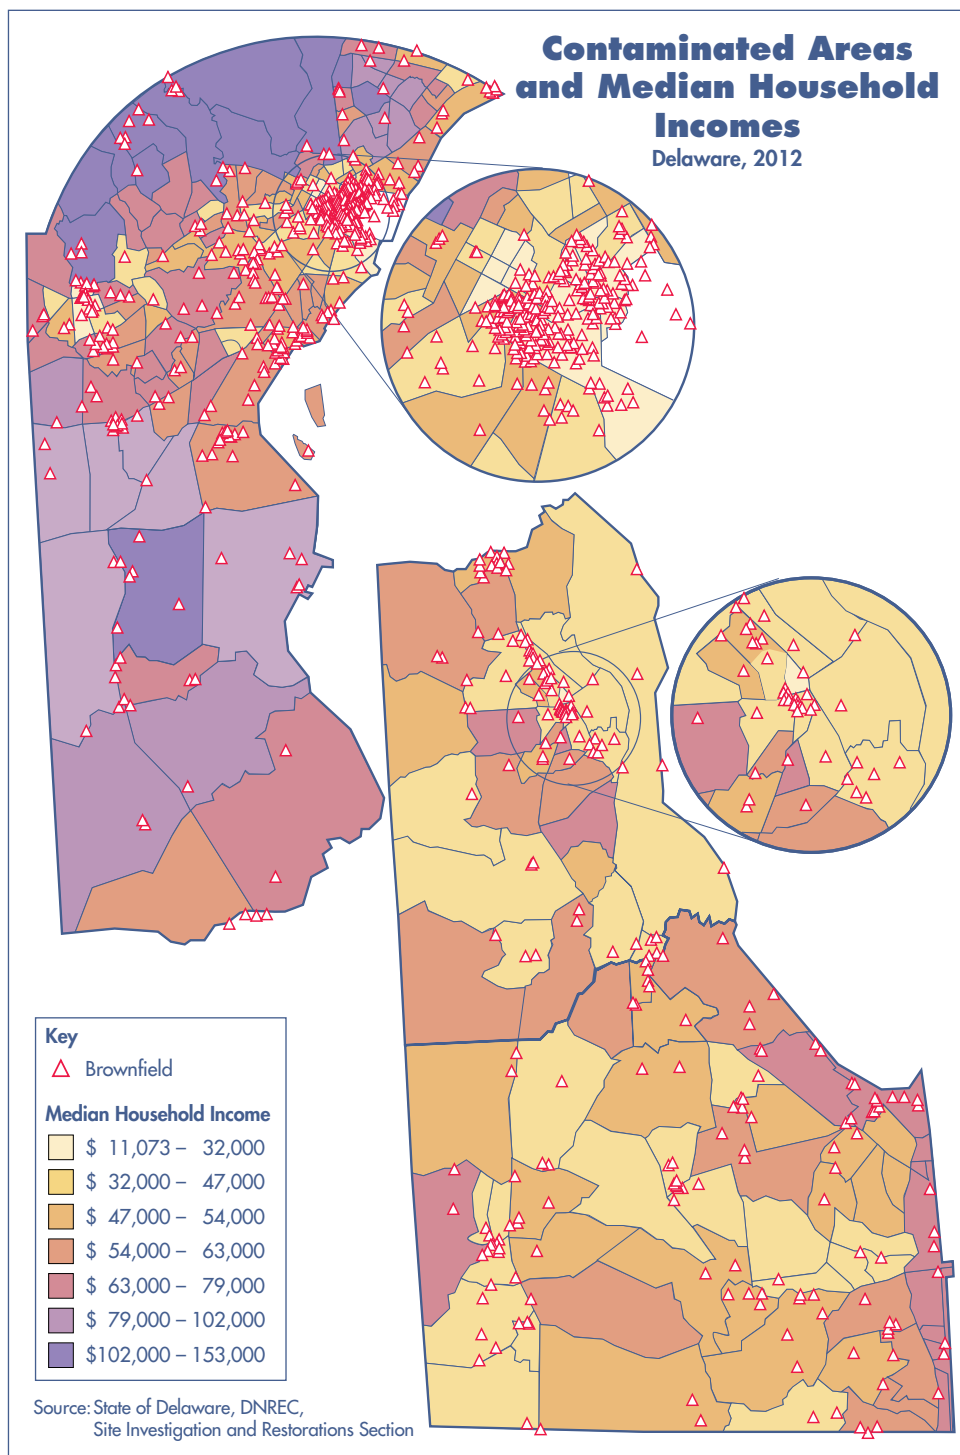 Contaminated Areas
and Median Household
Incomes
Delaware, 2012
Key
Brownfield
Median Household Income
$ 11,073 – 32,000
$ 32,000 – 47,000
$ 47,000 – 54,000
$ 54,000 – 63,000
$ 63,000 – 79,000
$ 79,000 – 102,000
$102,000 – 153,000
Source: State of Delaware, DNREC,
Site Investigation and Restorations Section